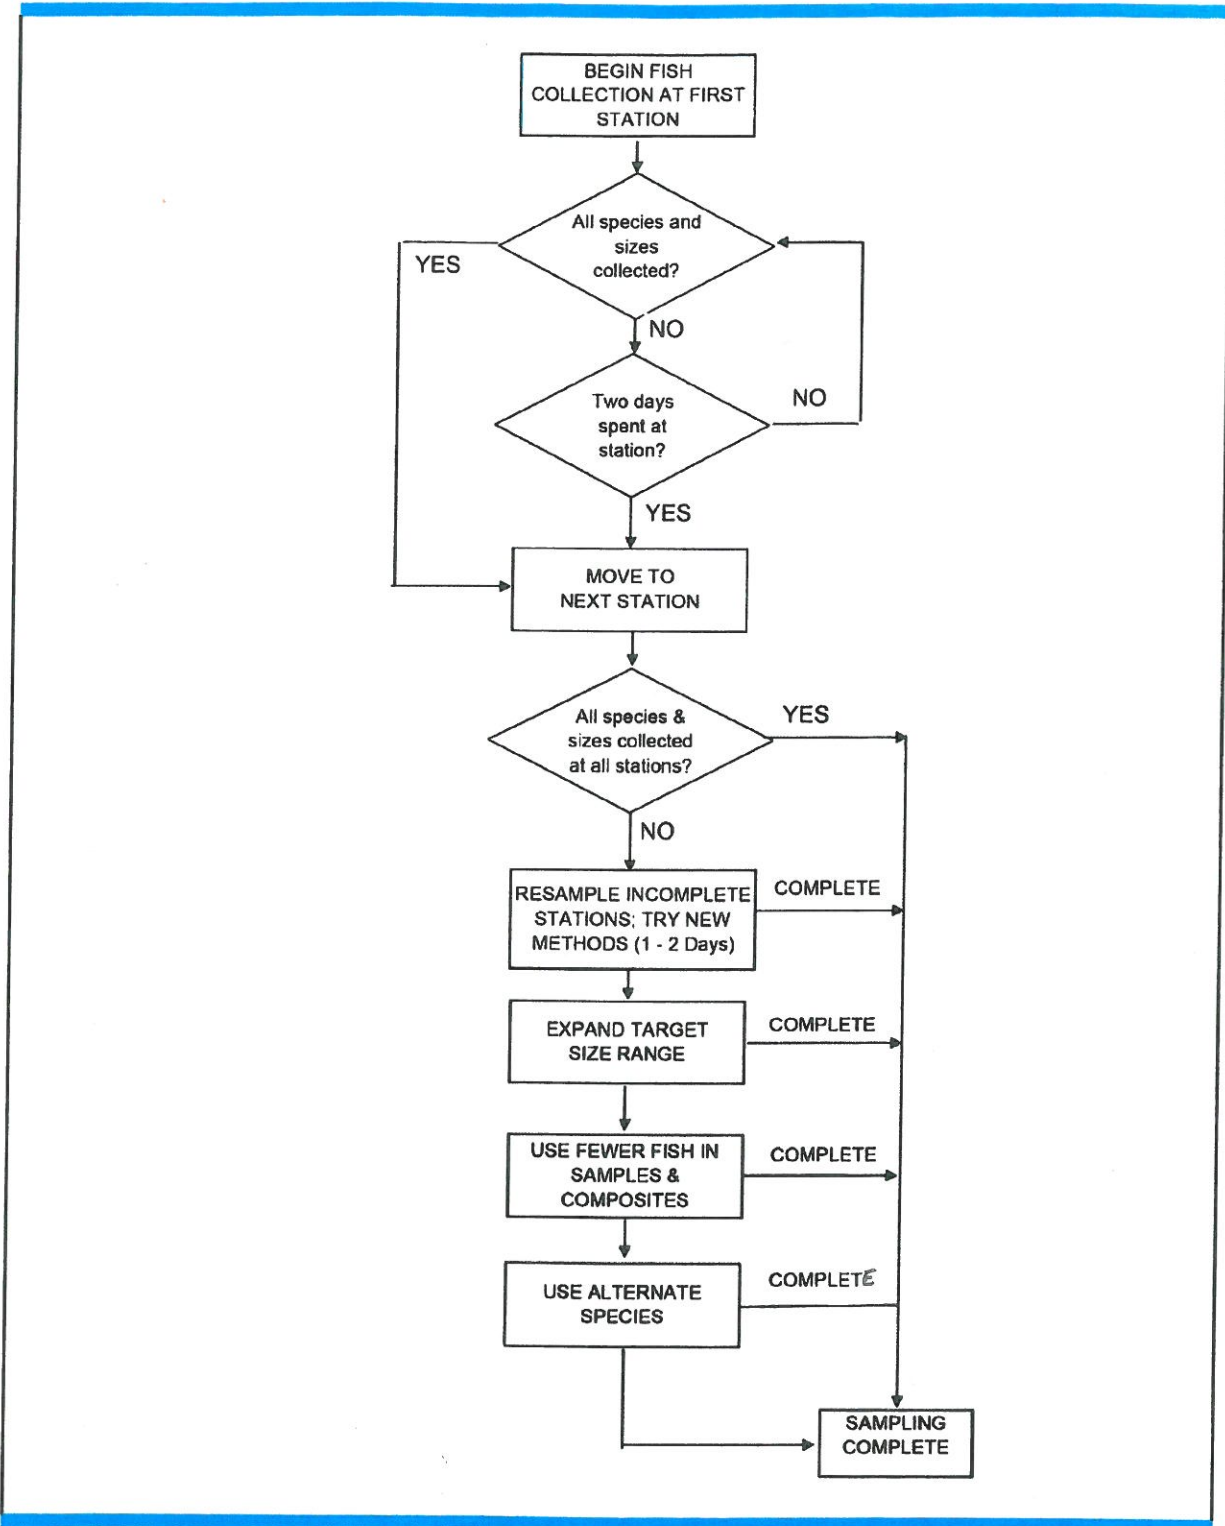 BEGIN FISH
COLLECTION AT FIRST
STATION
All species and
sizes
collected?
YES
NO
Two days
spent at
station?
NO
YES
MOVE TO
NEXT STATION
All species &
sizes collected
at all stations?
YES
NO
RESAMPLE INCOMPLETE
STATIONS; TRY NEW
METHODS (1 - 2 Days)
COMPLETE
EXPAND TARGET
SIZE RANGE
COMPLETE
USE FEWER FISH IN
SAMPLES &
COMPOSITES
COMPLETE
USE ALTERNATE
SPECIES
COMPLETE
SAMPLING
COMPLETE